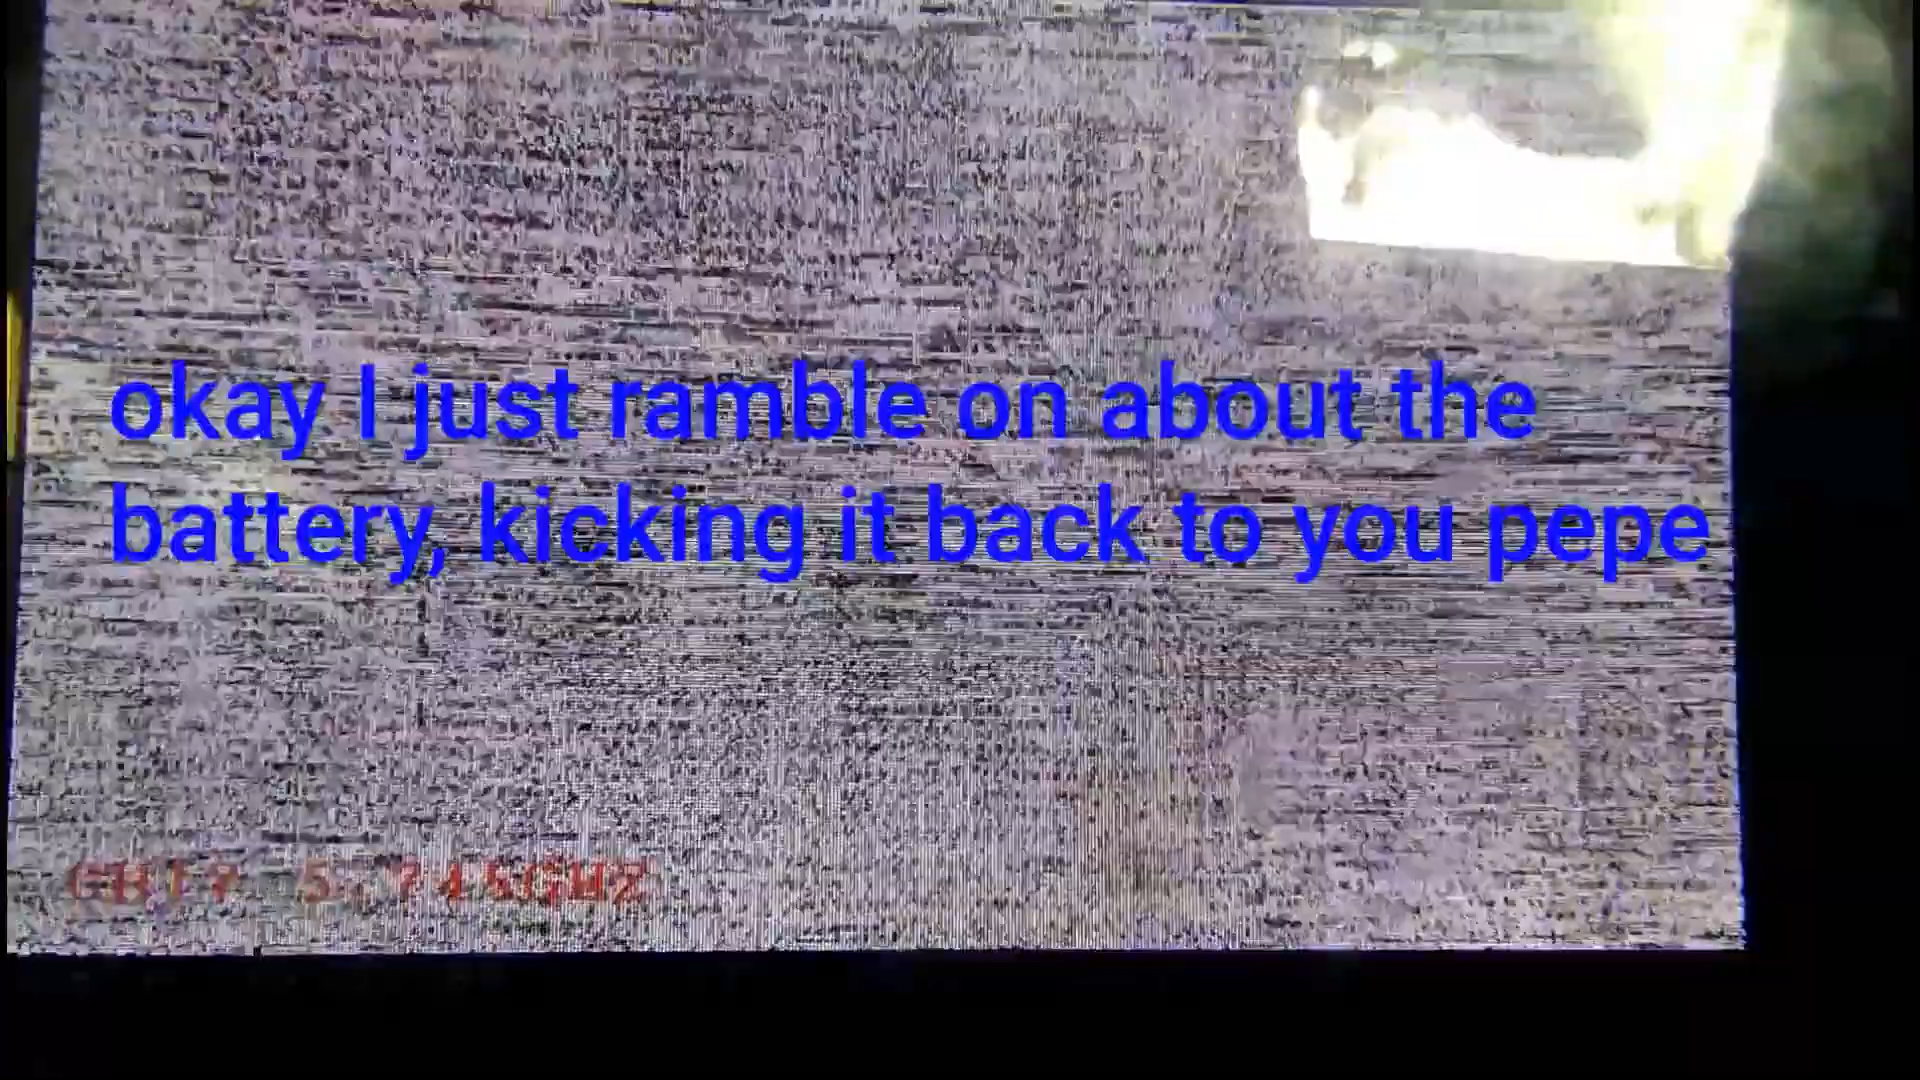 okay I just ramble on about the
battery, kicking it back to you pepe